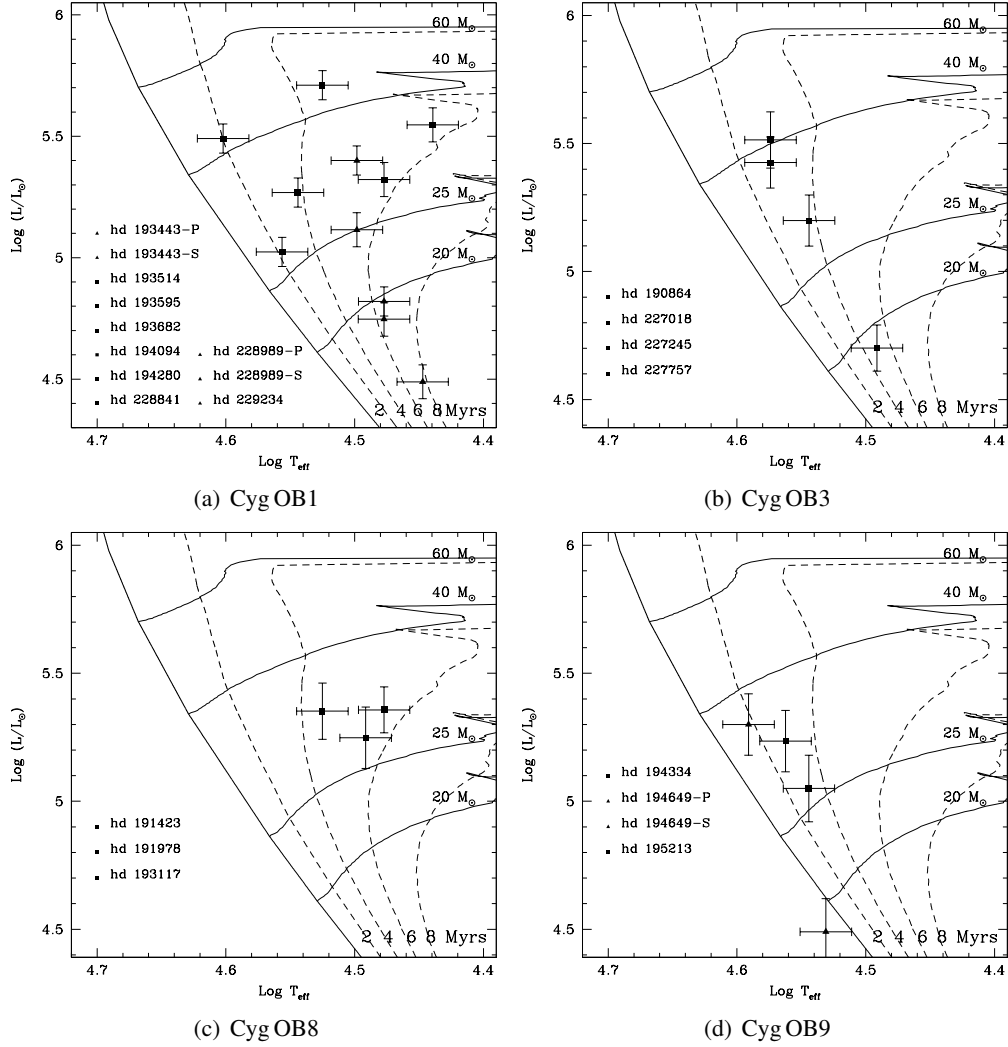 6
5.5
5
4.5
Log (L/L⊙)
60 M⊙
40 M⊙
25 M⊙
20 M⊙
hd 193443-P
hd 193443-S
hd 193514
hd 193595
hd 193682
hd 194094 hd 228989-P
hd 194280 hd 228989-S
hd 228841 hd 229234
2 4 6 8 Myrs
4.7 4.6 4.5 4.4
Log Teff
(a) Cyg OB1
6
5.5
5
4.5
Log (L/L⊙)
60 M⊙
40 M⊙
25 M⊙
20 M⊙
hd 190864
hd 227018
hd 227245
hd 227757
2 4 6 8 Myrs
4.7 4.6 4.5 4.4
Log Teff
(b) Cyg OB3
6
5.5
5
4.5
Log (L/L⊙)
60 M⊙
40 M⊙
25 M⊙
20 M⊙
hd 191423
hd 191978
hd 193117
2 4 6 8 Myrs
4.7 4.6 4.5 4.4
Log Teff
(c) Cyg OB8
6
5.5
5
4.5
Log (L/L⊙)
60 M⊙
40 M⊙
25 M⊙
20 M⊙
hd 194334
hd 194649-P
hd 194649-S
hd 195213
2 4 6 8 Myrs
4.7 4.6 4.5 4.4
Log Teff
(d) Cyg OB9